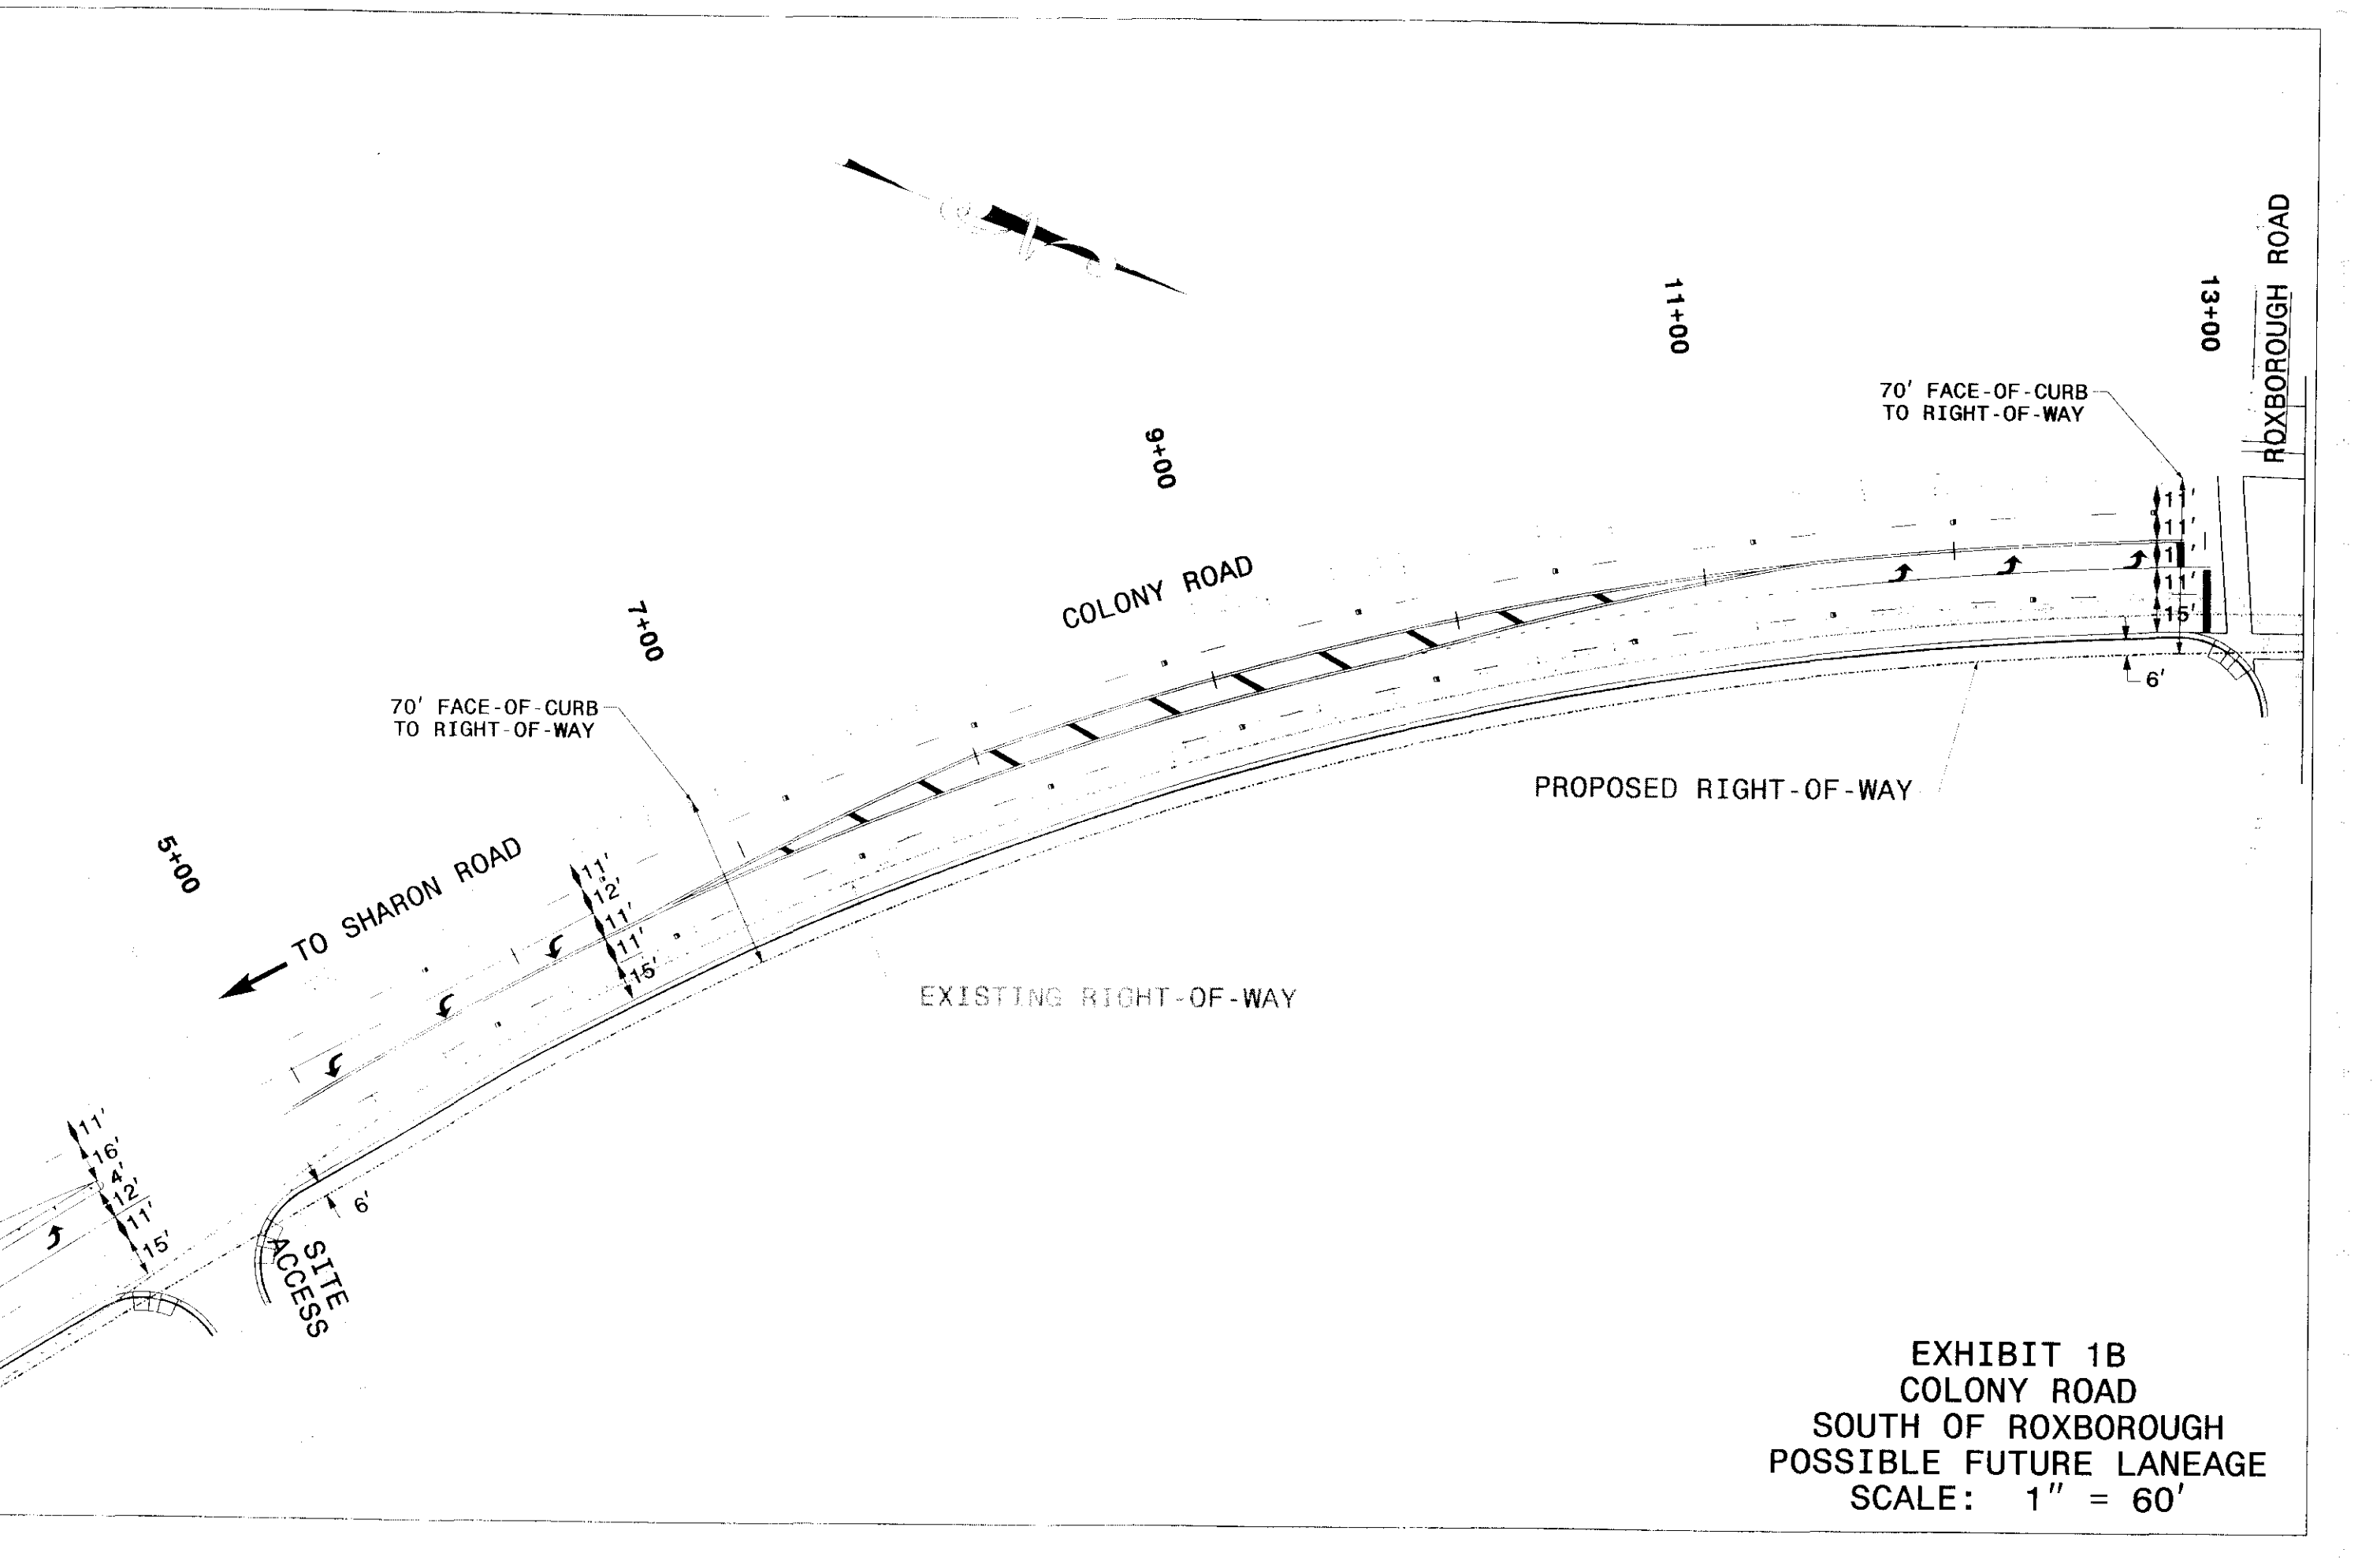 ROXBOROUGH ROAD
13+00
11+00
70' FACE-OF-CURB
TO RIGHT-OF-WAY
9+00
11'
11'
11'
15'
6'
COLONY ROAD
7+00
70' FACE-OF-CURB
TO RIGHT-OF-WAY
PROPOSED RIGHT-OF-WAY
5+00
TO SHARON ROAD
11'
12'
11'
11'
15'
EXISTING RIGHT-OF-WAY
11'
16'
4'
12'
11'
15'
6'
SITE
ACCESS
EXHIBIT 1B
COLONY ROAD
SOUTH OF ROXBOROUGH
POSSIBLE FUTURE LANEAGE
SCALE: 1" = 60'